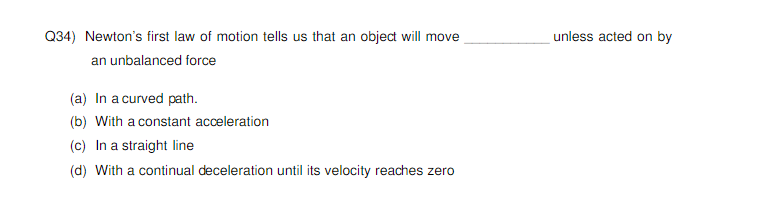 Q34) Newton's first law of motion tells us that an object will move __________ unless acted on by
an unbalanced force
(a) In a curved path.
(b) With a constant acceleration
(c) In a straight line
(d) With a continual deceleration until its velocity reaches zero